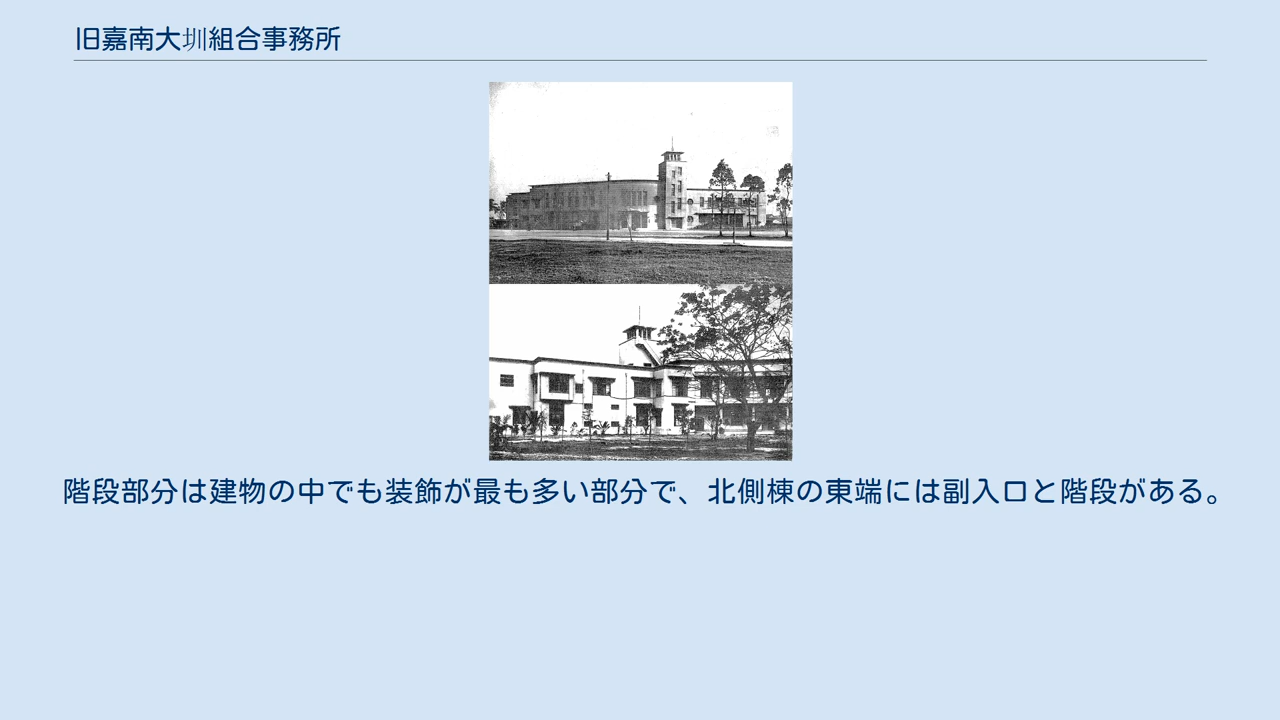 旧嘉南大圳組合事務所
階段部分は建物の中でも装飾が最も多い部分で、北側棟の東端には副入口と階段がある。